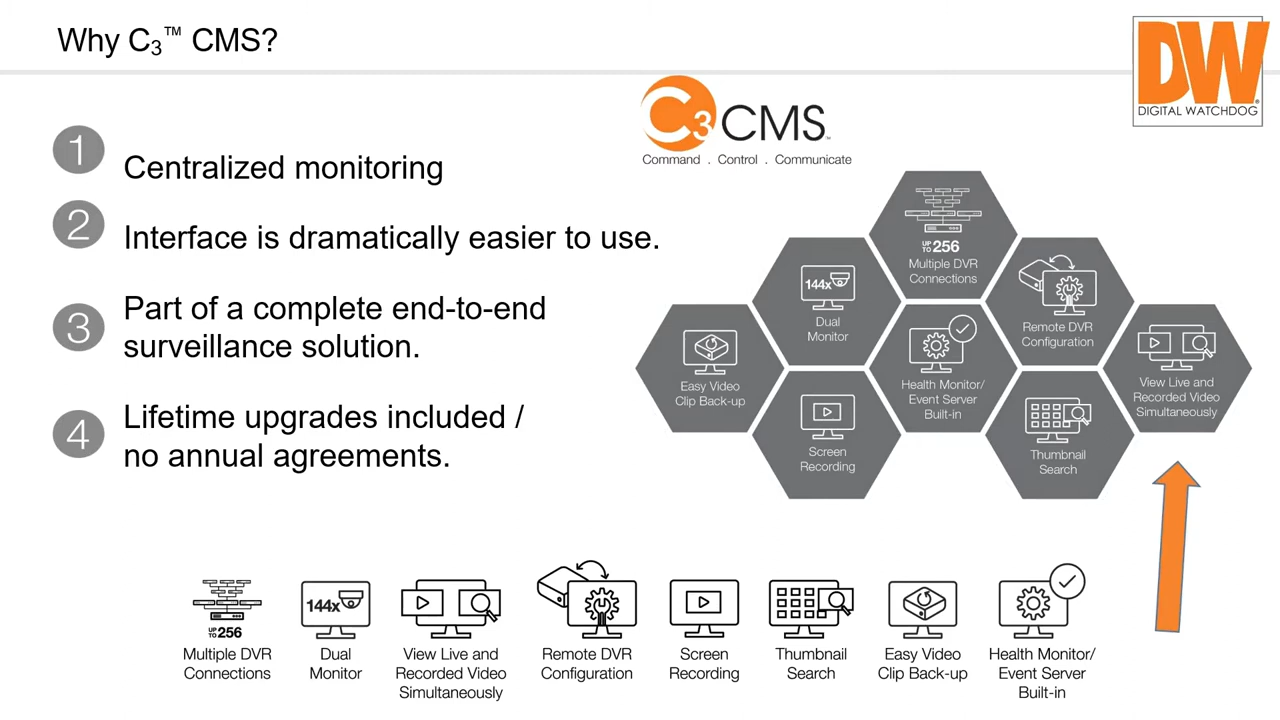 Why C₃™ CMS?
DW®
DIGITAL WATCHDOG
C3 CMS™
Command . Control . Communicate
1
Centralized monitoring
2
Interface is dramatically easier to use.
3
Part of a complete end-to-end
surveillance solution.
4
Lifetime upgrades included /
no annual agreements.
UP TO 256
Multiple DVR
Connections
144x
Dual
Monitor
Remote DVR
Configuration
Easy Video
Clip Back-up
Health Monitor/
Event Server
Built-in
View Live and
Recorded Video
Simultaneously
Screen
Recording
Thumbnail
Search
UP TO 256
Multiple DVR
Connections
144x
Dual
Monitor
View Live and
Recorded Video
Simultaneously
Remote DVR
Configuration
Screen
Recording
Thumbnail
Search
Easy Video
Clip Back-up
Health Monitor/
Event Server
Built-in